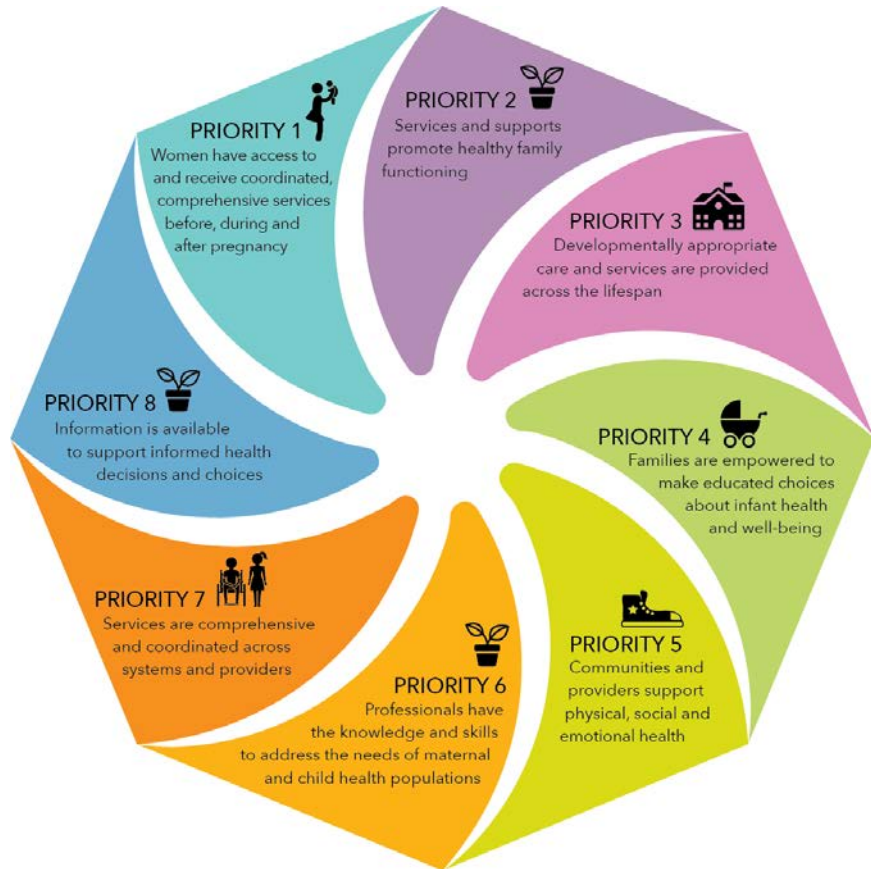 PRIORITY 1
Women have access to
and receive coordinated,
comprehensive services
before, during and
after pregnancy
PRIORITY 2
Services and supports
promote healthy family
functioning
PRIORITY 3
Developmentally appropriate
care and services are provided
across the lifespan
PRIORITY 4
Families are empowered to
make educated choices
about infant health
and well-being
PRIORITY 5
Communities and
providers support
physical, social and
emotional health
PRIORITY 6
Professionals have
the knowledge and skills
to address the needs of maternal
and child health populations
PRIORITY 7
Services are comprehensive
and coordinated across
systems and providers
PRIORITY 8
Information is available
to support informed health
decisions and choices